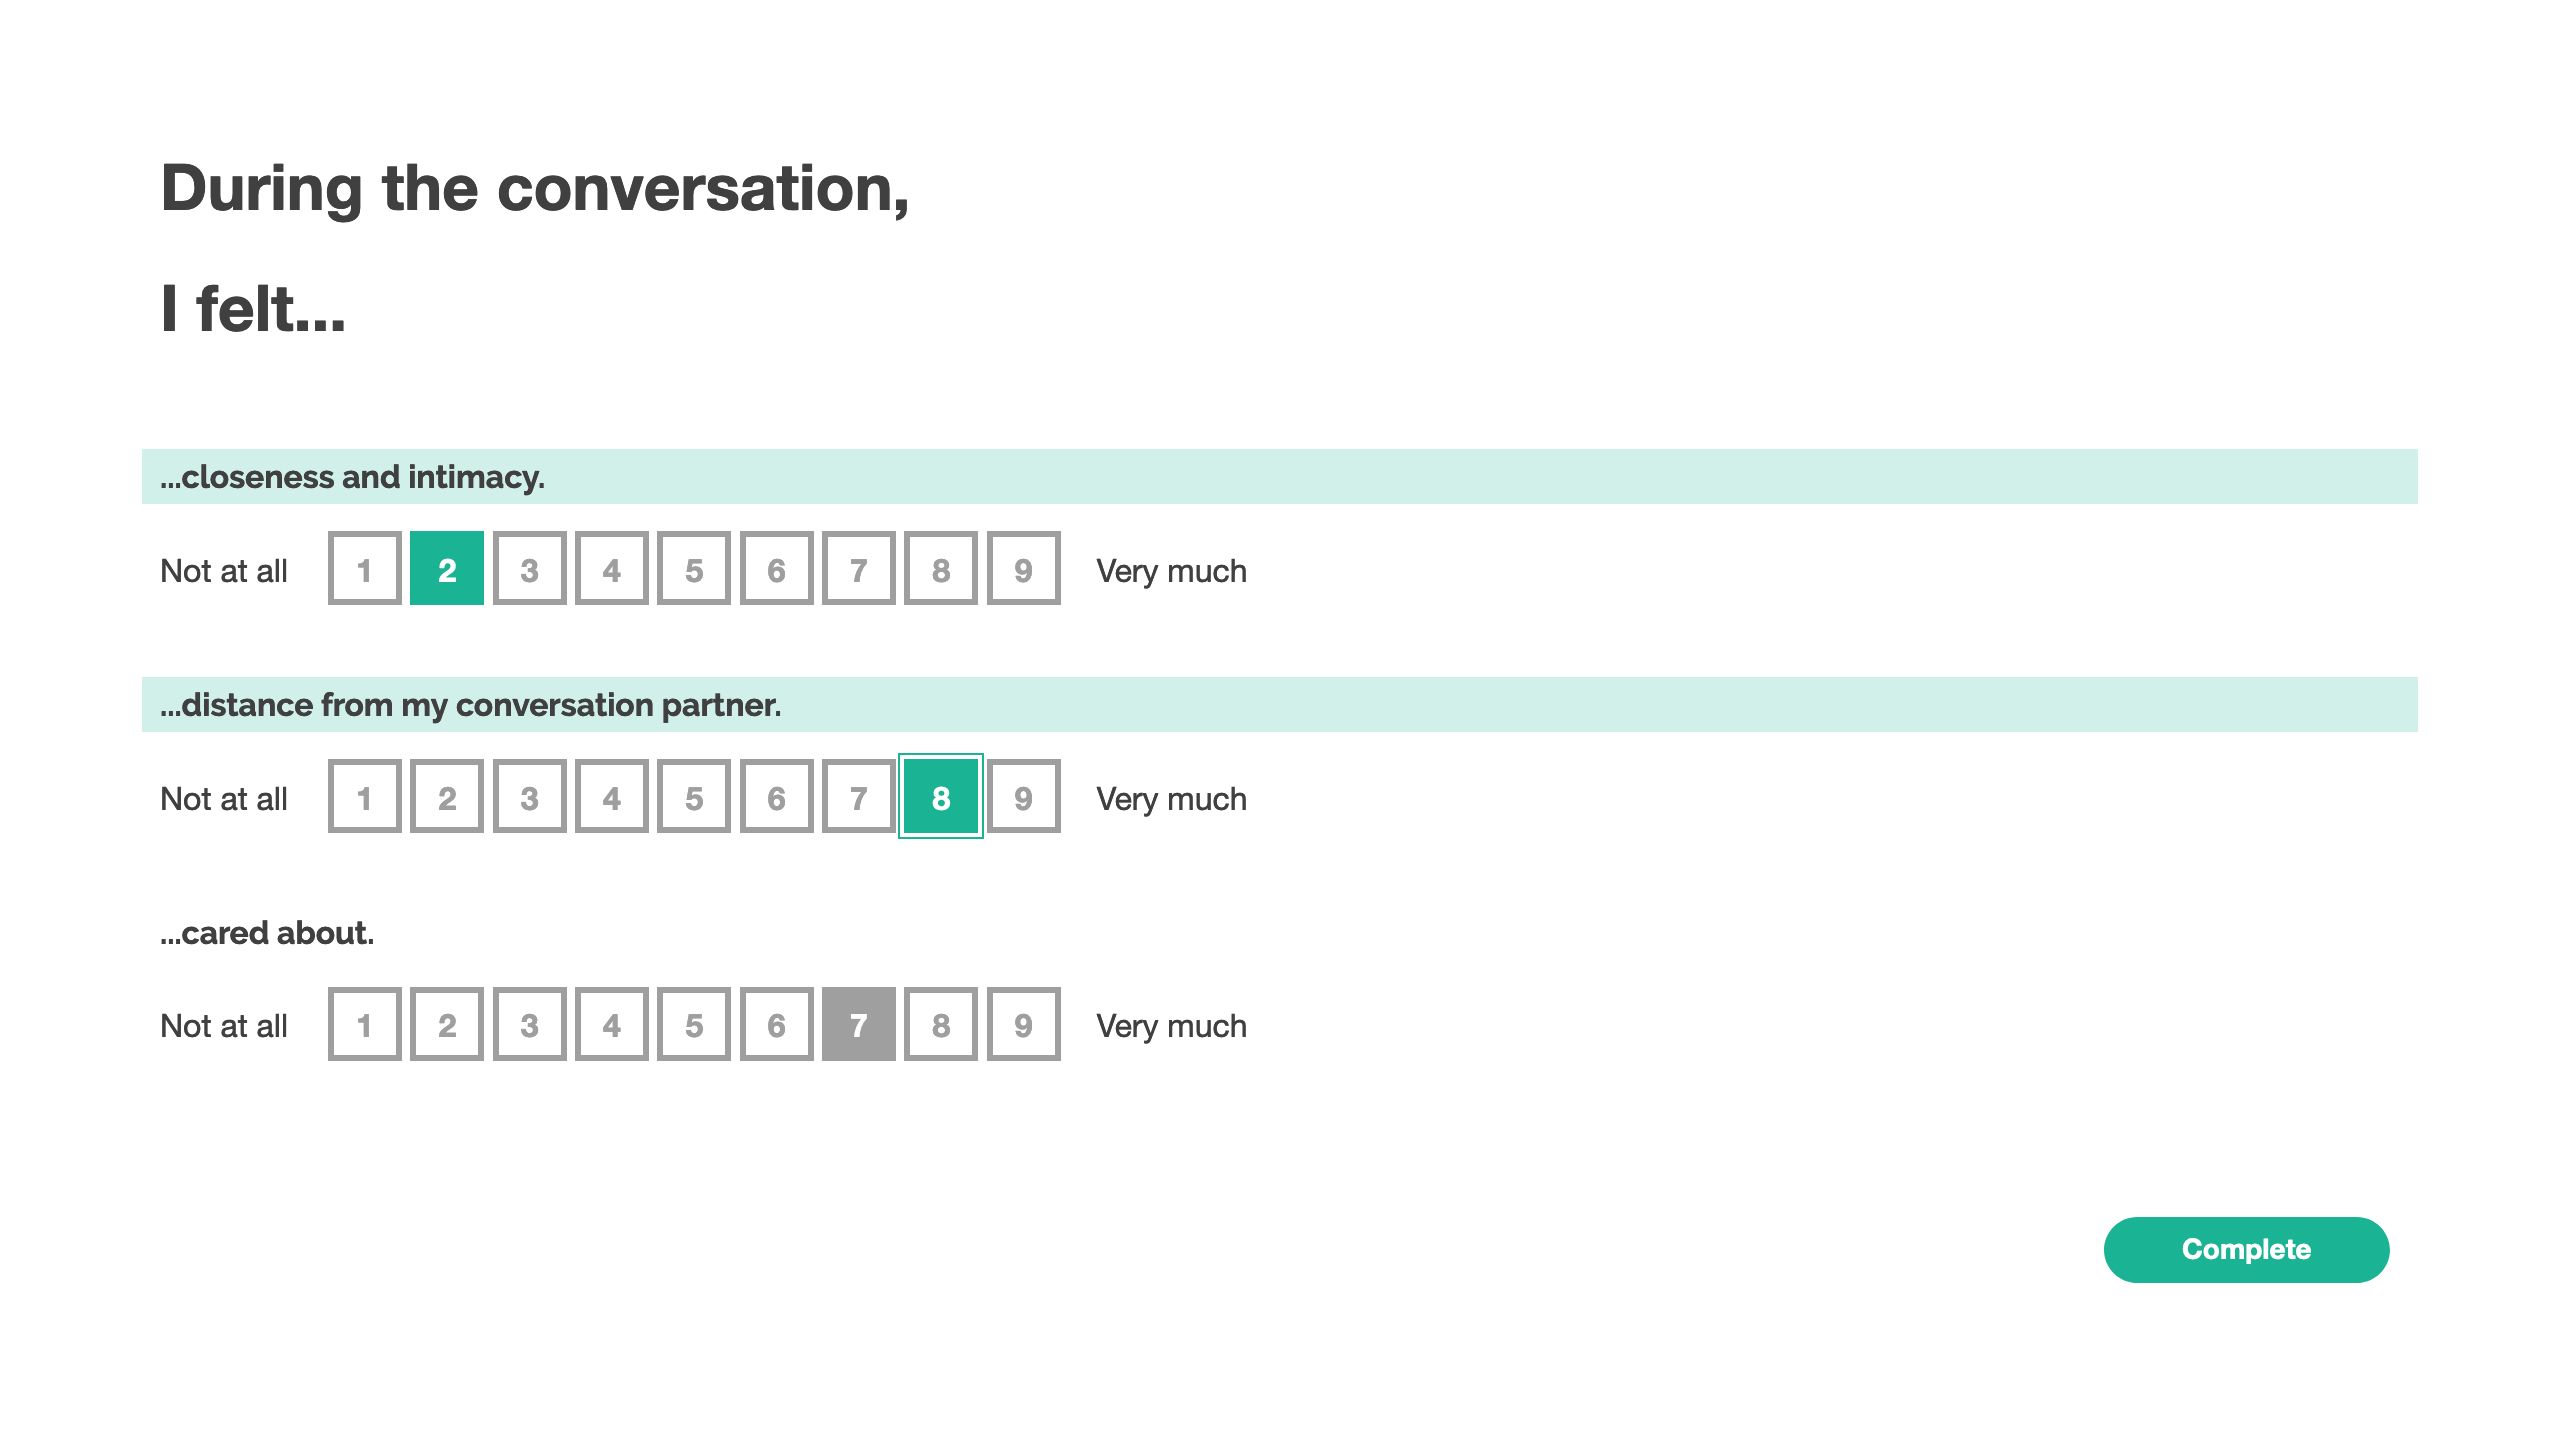 During the conversation,
I felt...
...closeness and intimacy.
Not at all 1 2 3 4 5 6 7 8 9 Very much
...distance from my conversation partner.
Not at all 1 2 3 4 5 6 7 8 9 Very much
...cared about.
Not at all 1 2 3 4 5 6 7 8 9 Very much
Complete